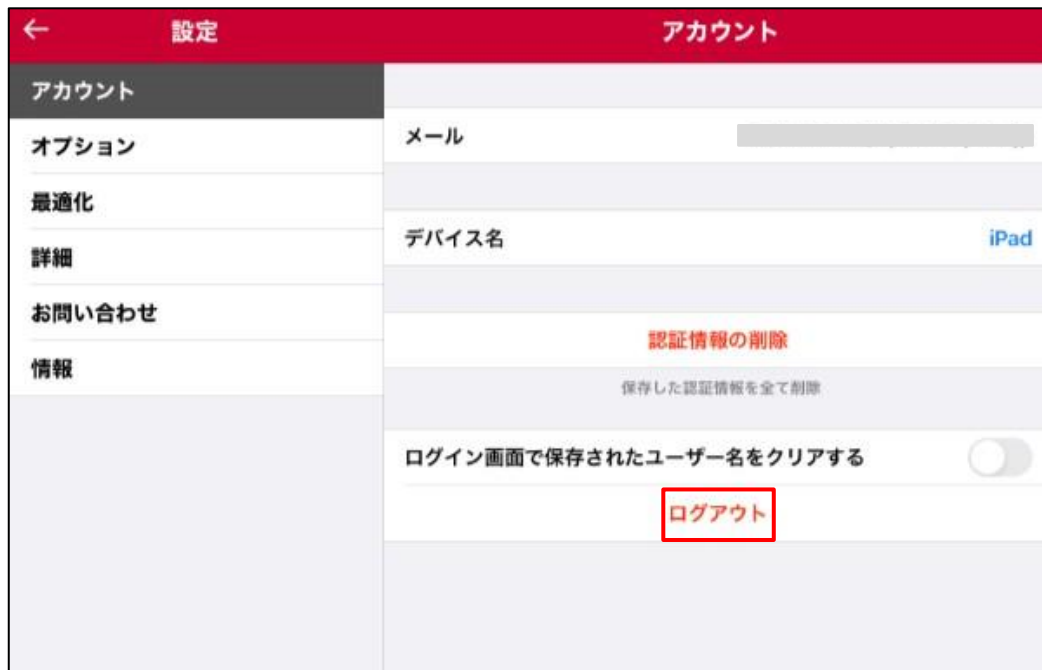 設定
アカウント
アカウント
オプション
最適化
詳細
お問い合わせ
情報
メール
デバイス名
iPad
認証情報の削除
保存した認証情報を全て削除
ログイン画面で保存されたユーザー名をクリアする
ログアウト